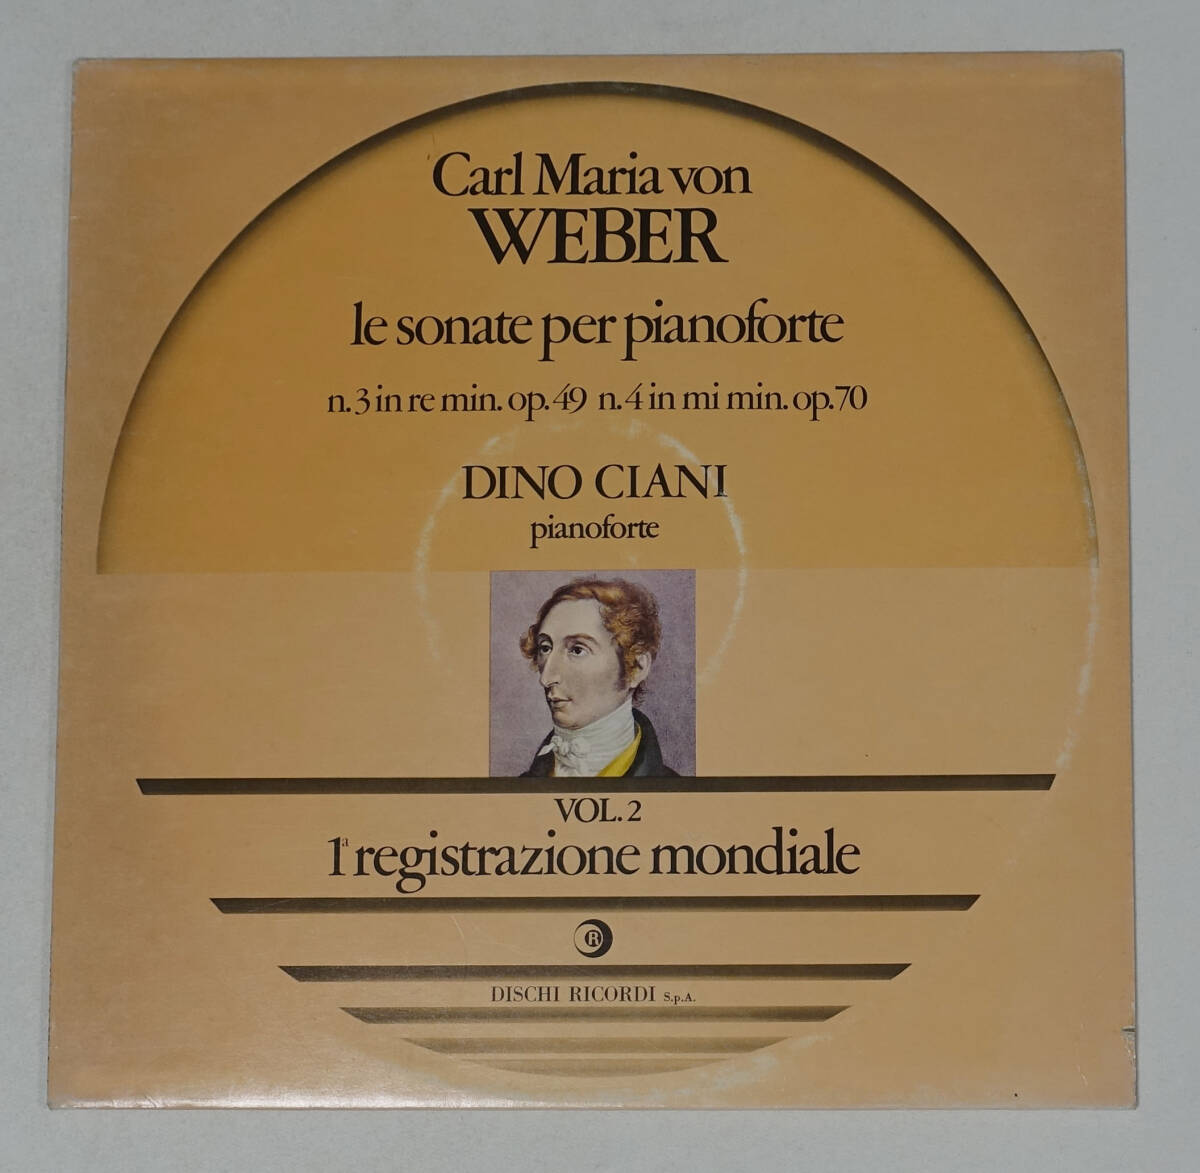 Carl Maria von
WEBER
le sonate per pianoforte
n.3 in re min. op.49 n.4 in mi min. op.70
DINO CIANI
pianoforte
VOL.2
1ª registrazione mondiale
R
DISCHI RICORDI S.p.A.